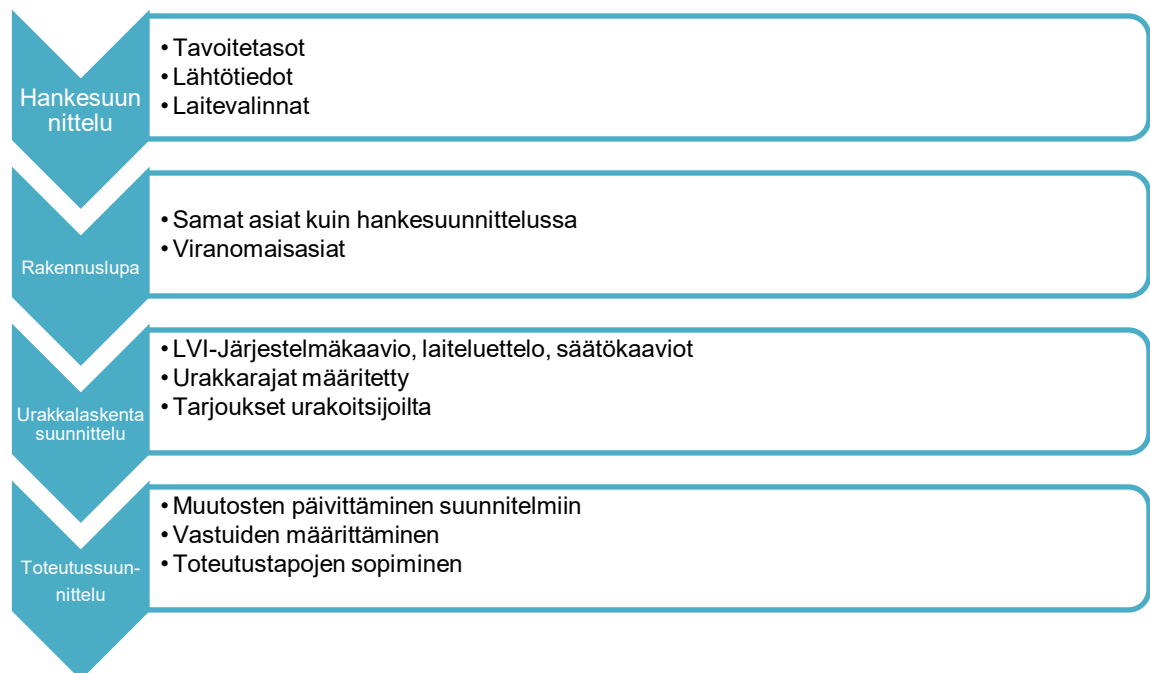 Hankesuun
nittelu
• Tavoitetasot
• Lähtötiedot
• Laitevalinnat
Rakennuslupa
• Samat asiat kuin hankesuunnittelussa
• Viranomaisasiat
Urakkalaskenta
suunnittelu
• LVI-Järjestelmäkaavio, laiteluettelo, säätökaaviot
• Urakkarajat määritetty
• Tarjoukset urakoitsijoilta
Toteutussuun-
nittelu
• Muutosten päivittäminen suunnitelmiin
• Vastuiden määrittäminen
• Toteutustapojen sopiminen